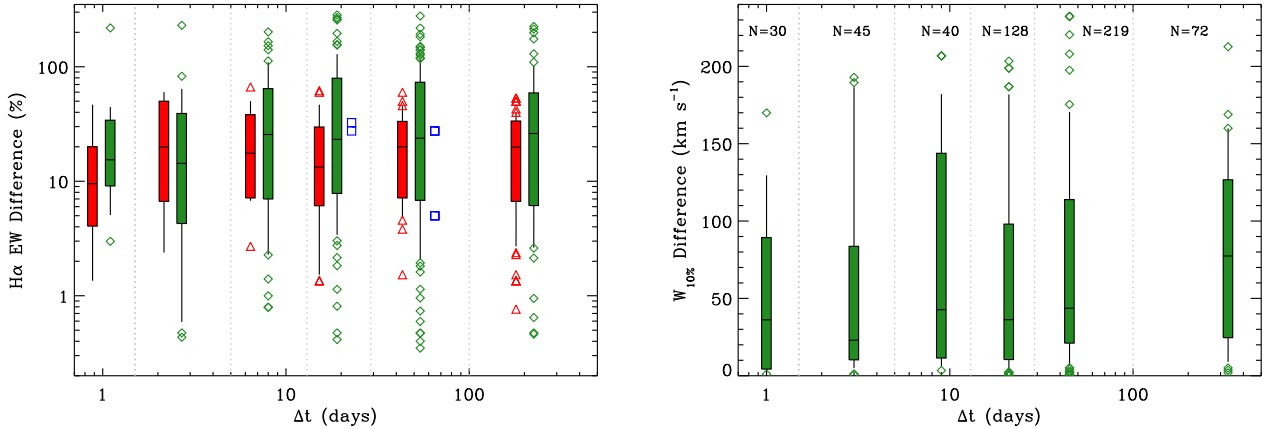 100
10
1
Hα EW Difference (%)
1
10
100
Δt (days)
N=30
N=45
N=40
N=128
N=219
N=72
200
150
100
50
0
W10% Difference (km s−1)
1
10
100
Δt (days)